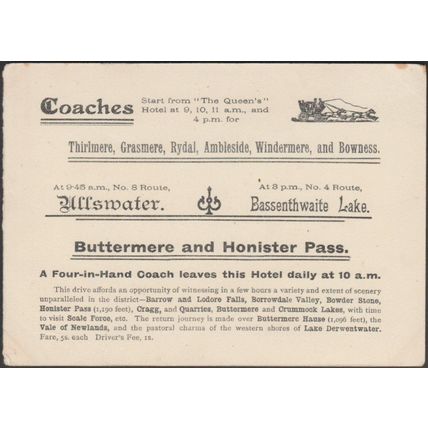 Coaches
Start from "The Queen's"
Hotel at 9, 10, 11 a.m., and
4 p.m. for
Thirlmere, Grasmere, Rydal, Ambleside, Windermere, and Bowness.
At 9-45 a.m., No. 8 Route,
Ullswater.
At 3 p.m., No. 4 Route,
Bassenthwaite Lake.
Buttermere and Honister Pass.
A Four-in-Hand Coach leaves this Hotel daily at 10 a.m.
This drive affords an opportunity of witnessing in a few hours a variety and extent of scenery
unparalleled in the district—Barrow and Lodore Falls, Borrowdale Valley, Bowder Stone,
Honister Pass (1,190 feet), Cragg, and Quarries, Buttermere and Crummock Lakes, with time
to visit Scale Force, etc. The return journey is made over Buttermere Hause (1,096 feet), the
Vale of Newlands, and the pastoral charms of the western shores of Lake Derwentwater.
Fare, 5s. each Driver's Fee, 1s.